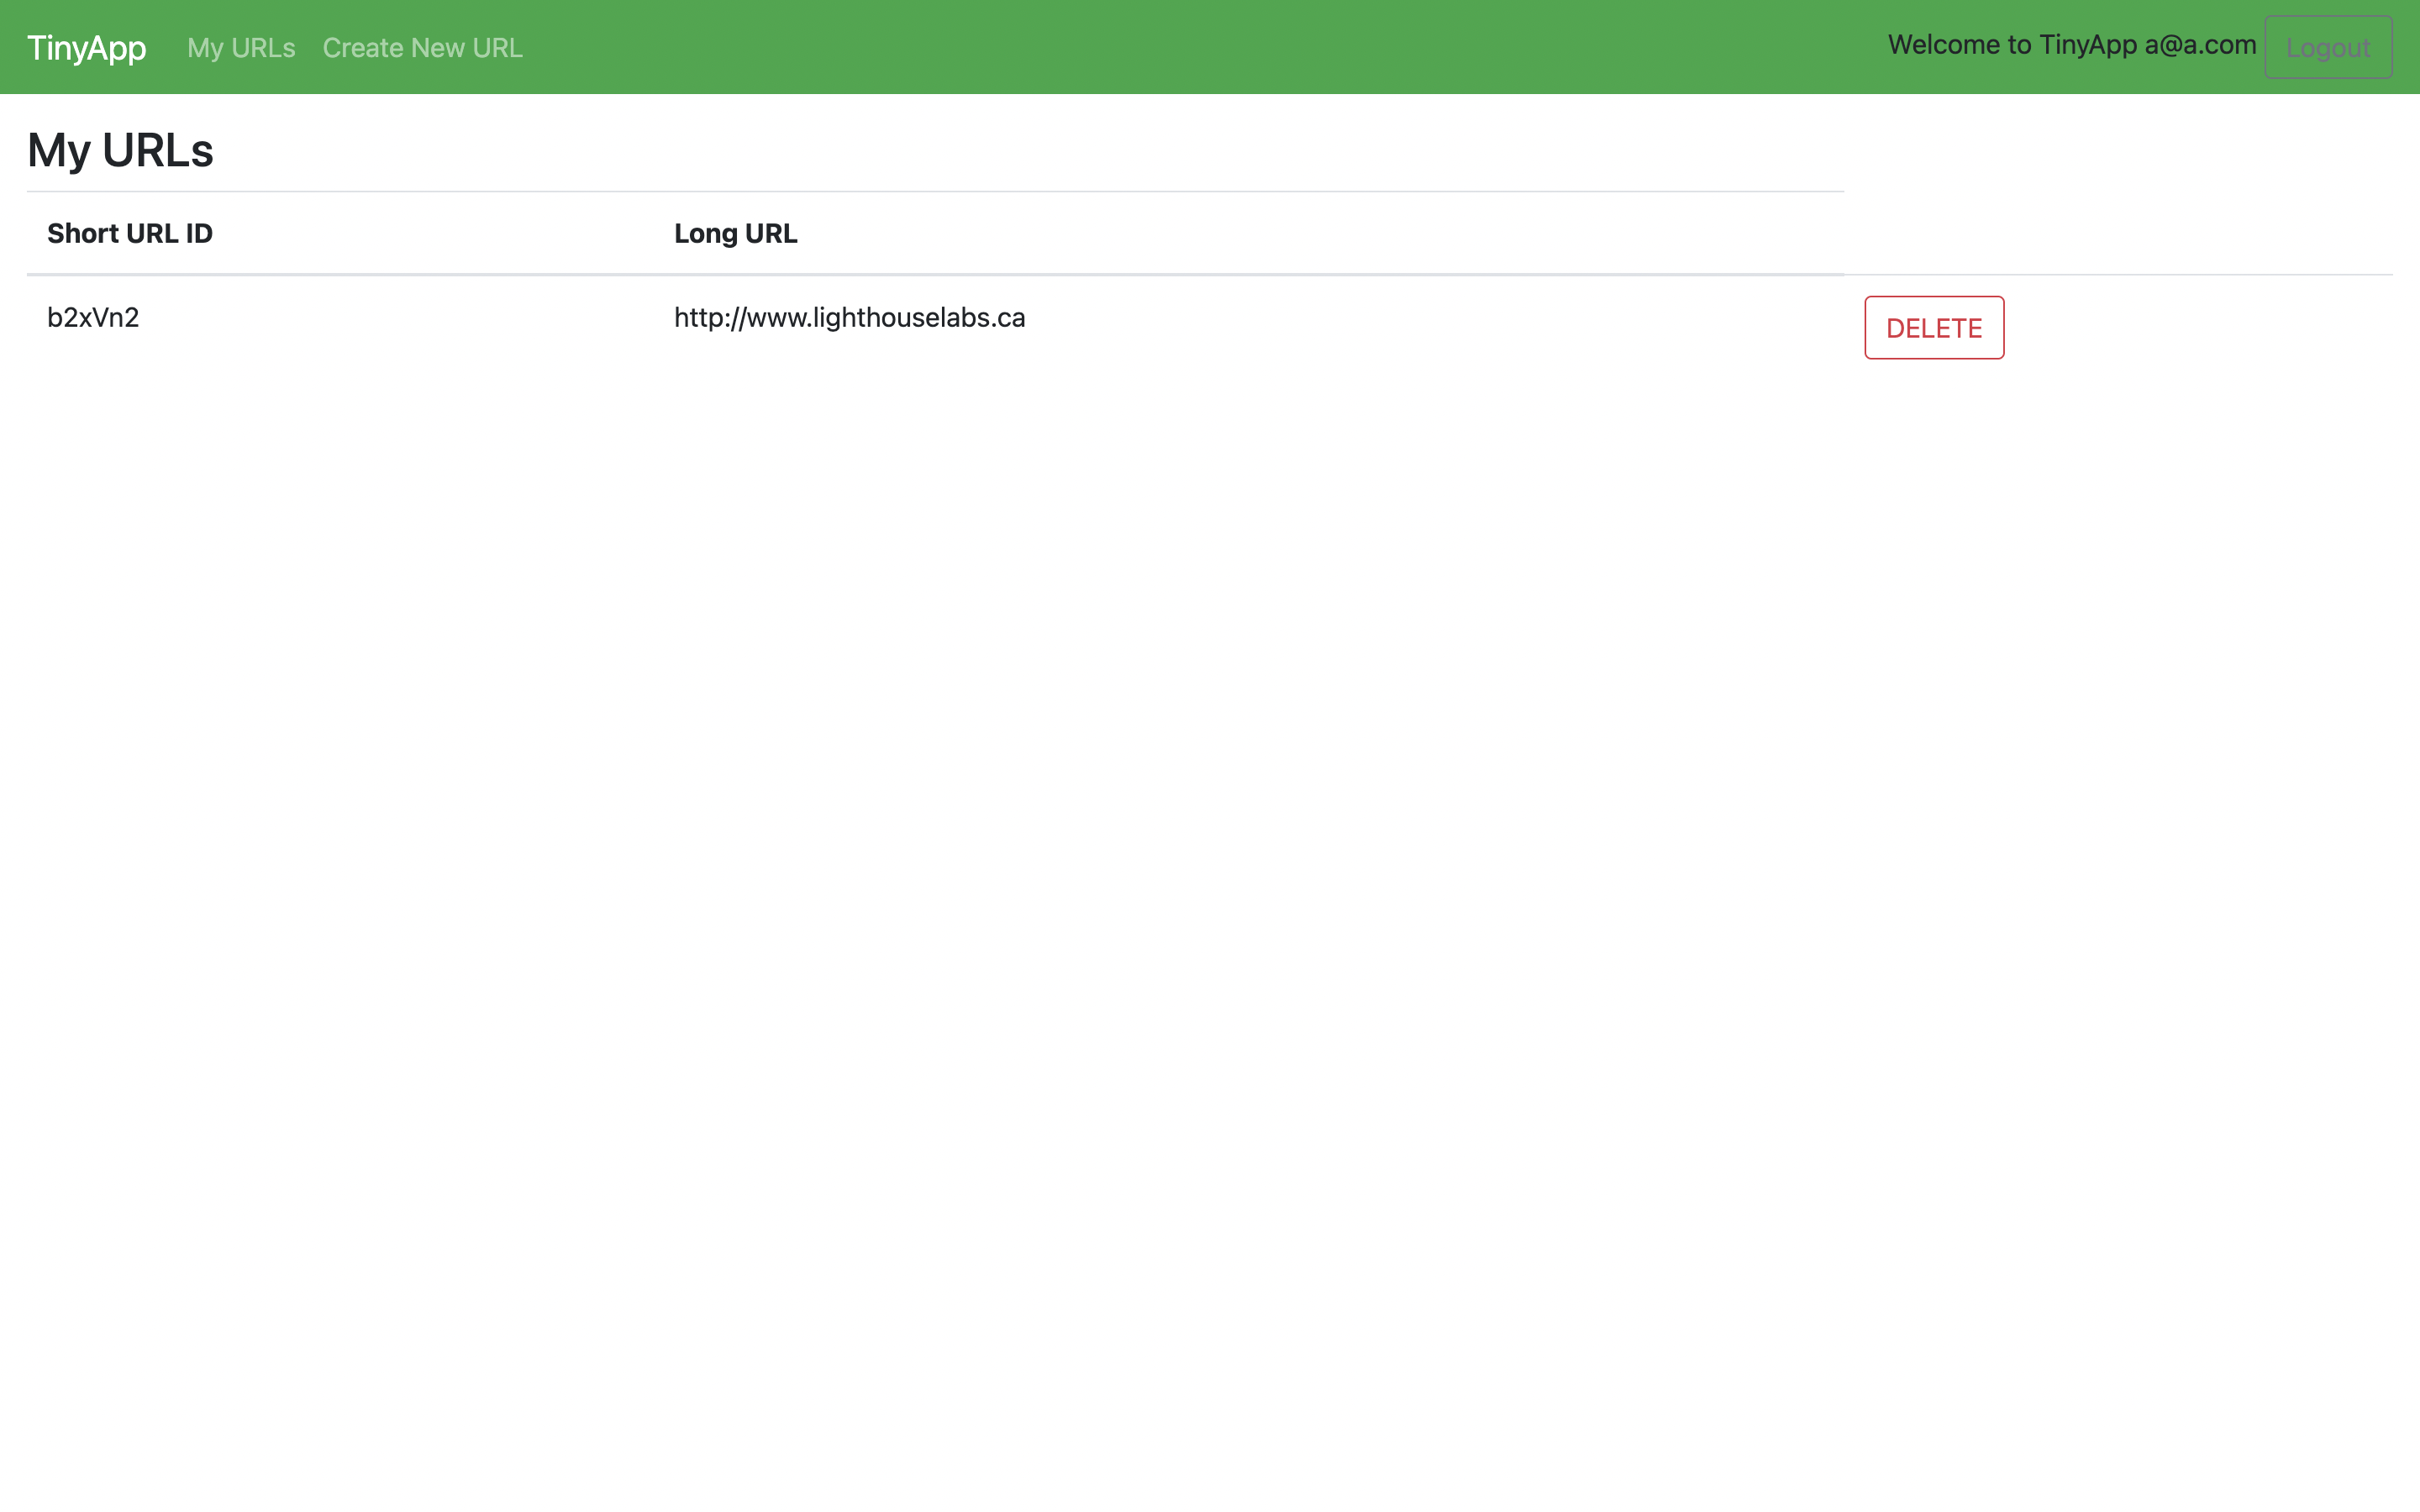 TinyApp My URLs Create New URL Welcome to TinyApp a@a.com Logout
My URLs
Short URL ID Long URL
b2xVn2 http://www.lighthouselabs.ca DELETE